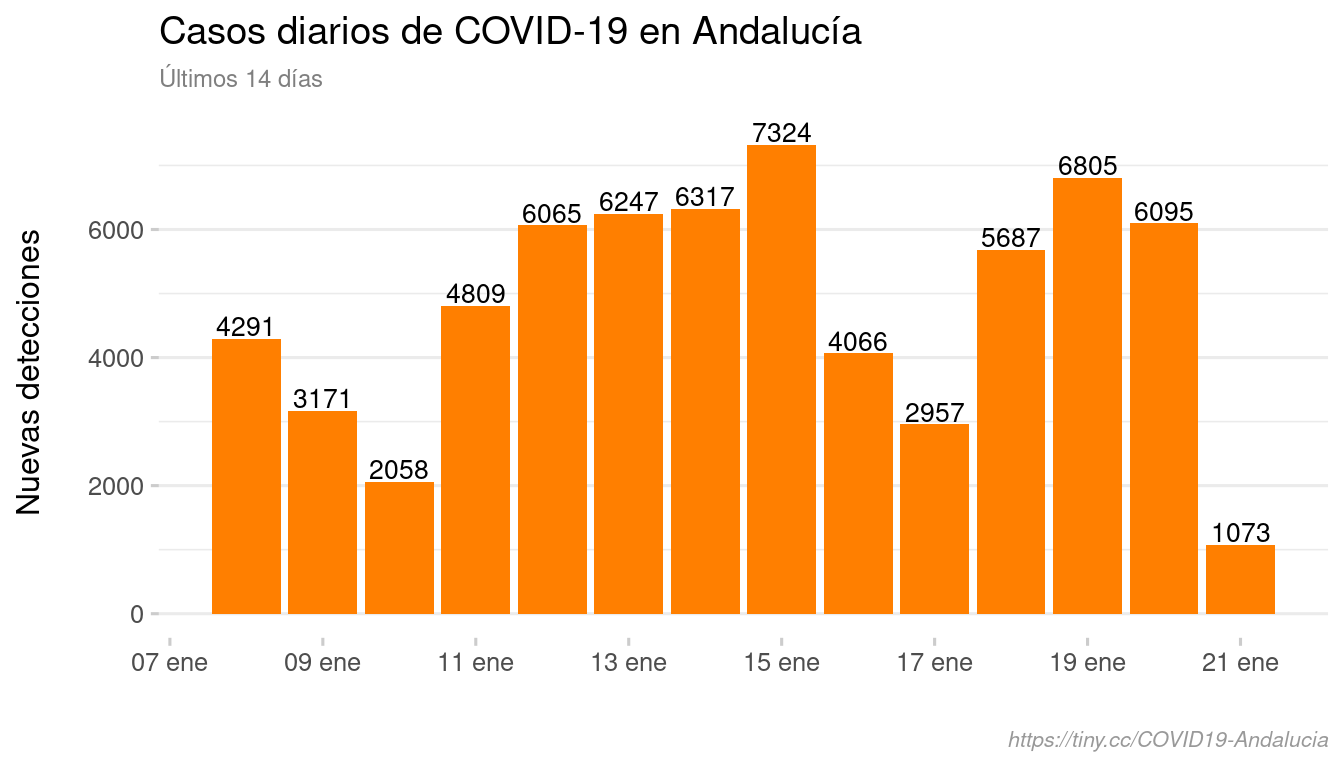 Casos diarios de COVID-19 en Andalucía
Últimos 14 días
Nuevas detecciones
6000
4000
2000
0
4291
3171
2058
4809
6065
6247
6317
7324
4066
2957
5687
6805
6095
1073
07 ene
09 ene
11 ene
13 ene
15 ene
17 ene
19 ene
21 ene
https://tiny.cc/COVID19-Andalucia